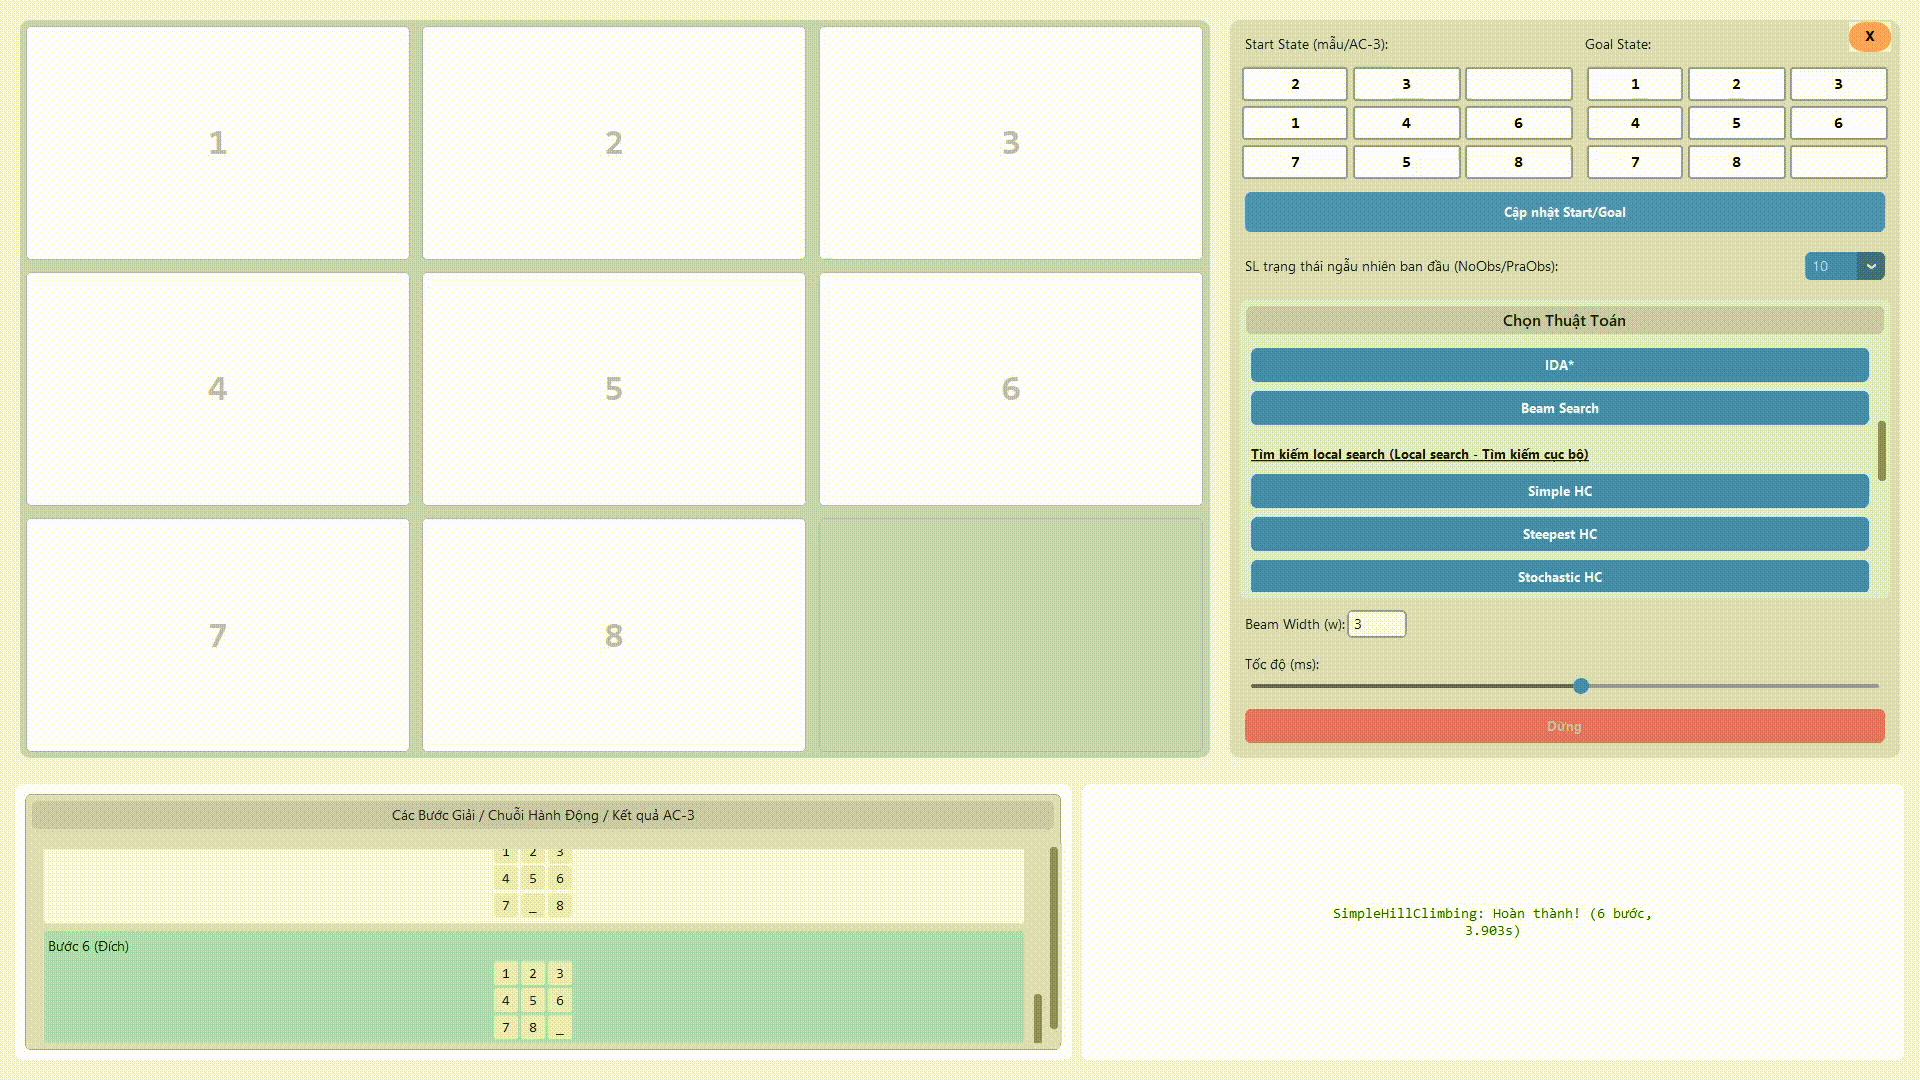 1 2 3
4 5 6
7 8
Start State (mẫu/AC-3):
2 3
1 4 6
7 5 8
Goal State:
1 2 3
4 5 6
7 8
X
Cập nhật Start/Goal
SL trạng thái ngẫu nhiên ban đầu (NoObs/PraObs):
10
Chọn Thuật Toán
IDA*
Beam Search
Tìm kiếm local search (Local search - Tìm kiếm cục bộ)
Simple HC
Steepest HC
Stochastic HC
Beam Width (w): 3
Tốc độ (ms):
Dừng
Các Bước Giải / Chuỗi Hành Động / Kết quả AC-3
1 2 3
4 5 6
7 _ 8
Bước 6 (Đích)
1 2 3
4 5 6
7 8 _
SimpleHillClimbing: Hoàn thành! (6 bước,
3.903s)